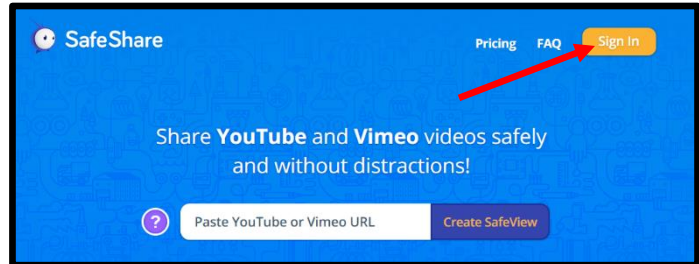 SafeShare
Pricing FAQ Sign In
Share YouTube and Vimeo videos safely
and without distractions!
? Paste YouTube or Vimeo URL Create SafeView